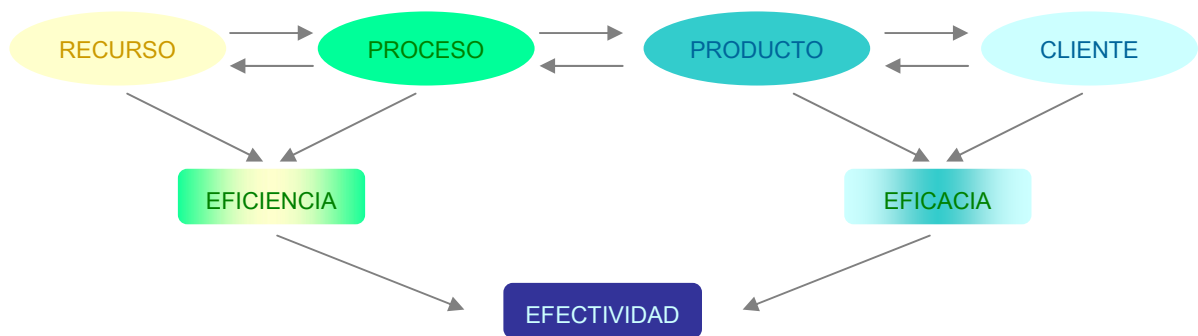 RECURSO
PROCESO
PRODUCTO
CLIENTE
EFICIENCIA
EFICACIA
EFECTIVIDAD